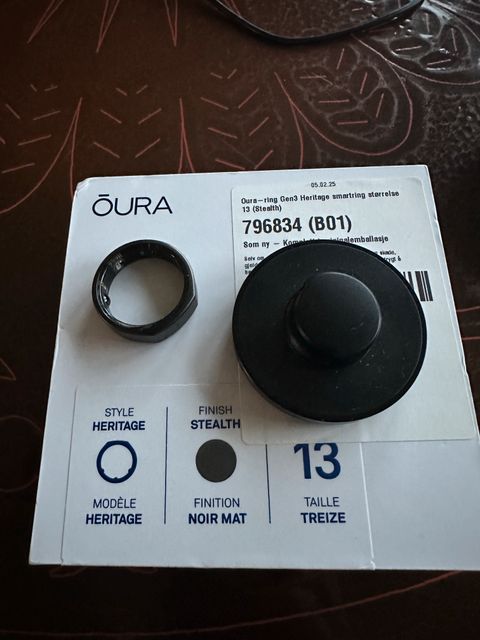 ŌURA
05.02.25
Oura-ring Gen3 Heritage smartring størrelse
13 (Stealth)
796834 (B01)
Som ny -
STYLE
HERITAGE
MODÈLE
HERITAGE
FINISH
STEALTH
FINITION
NOIR MAT
13
TAILLE
TREIZE